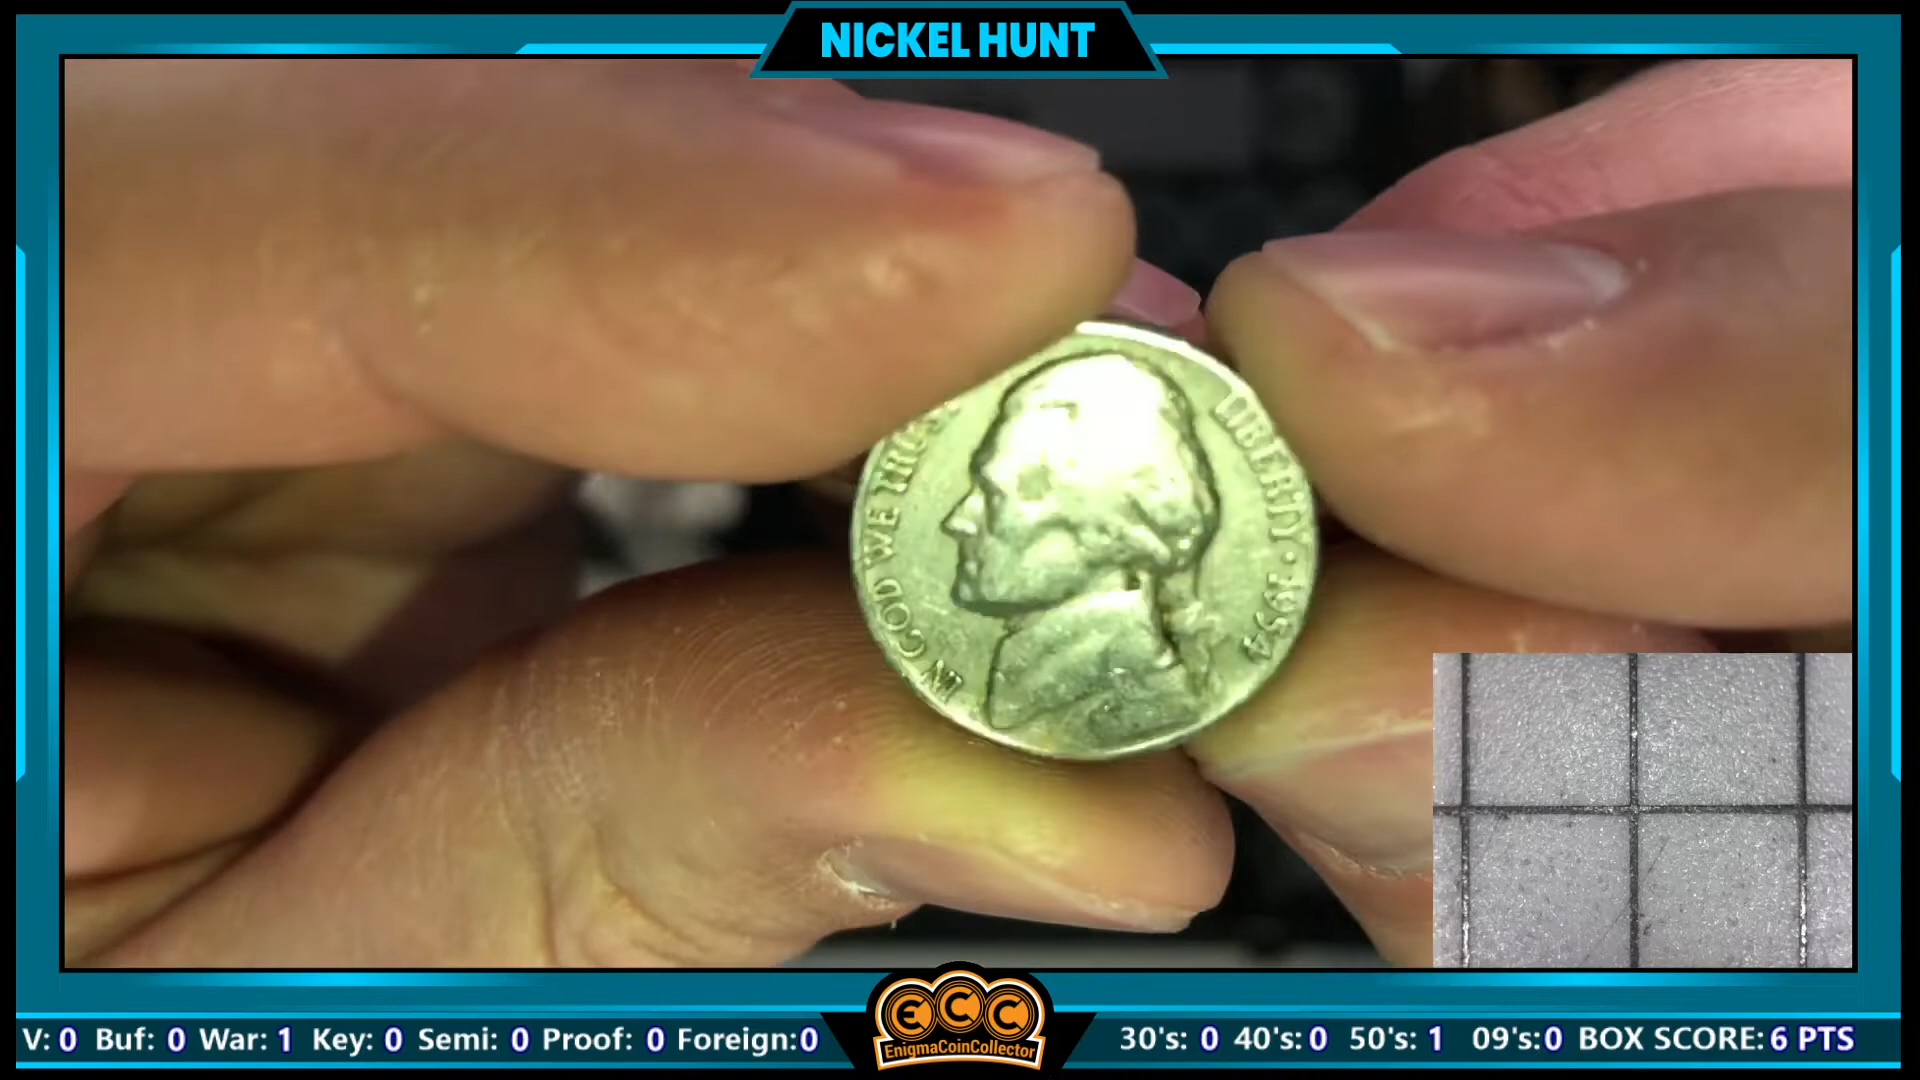 NICKEL HUNT
IN GOD WE TRUST
LIBERTY · 1954
V: 0 Buf: 0 War: 1 Key: 0 Semi: 0 Proof: 0 Foreign:0
ECC
EnigmaCoinCollector
30's: 0 40's: 0 50's: 1 09's:0 BOX SCORE: 6 PTS